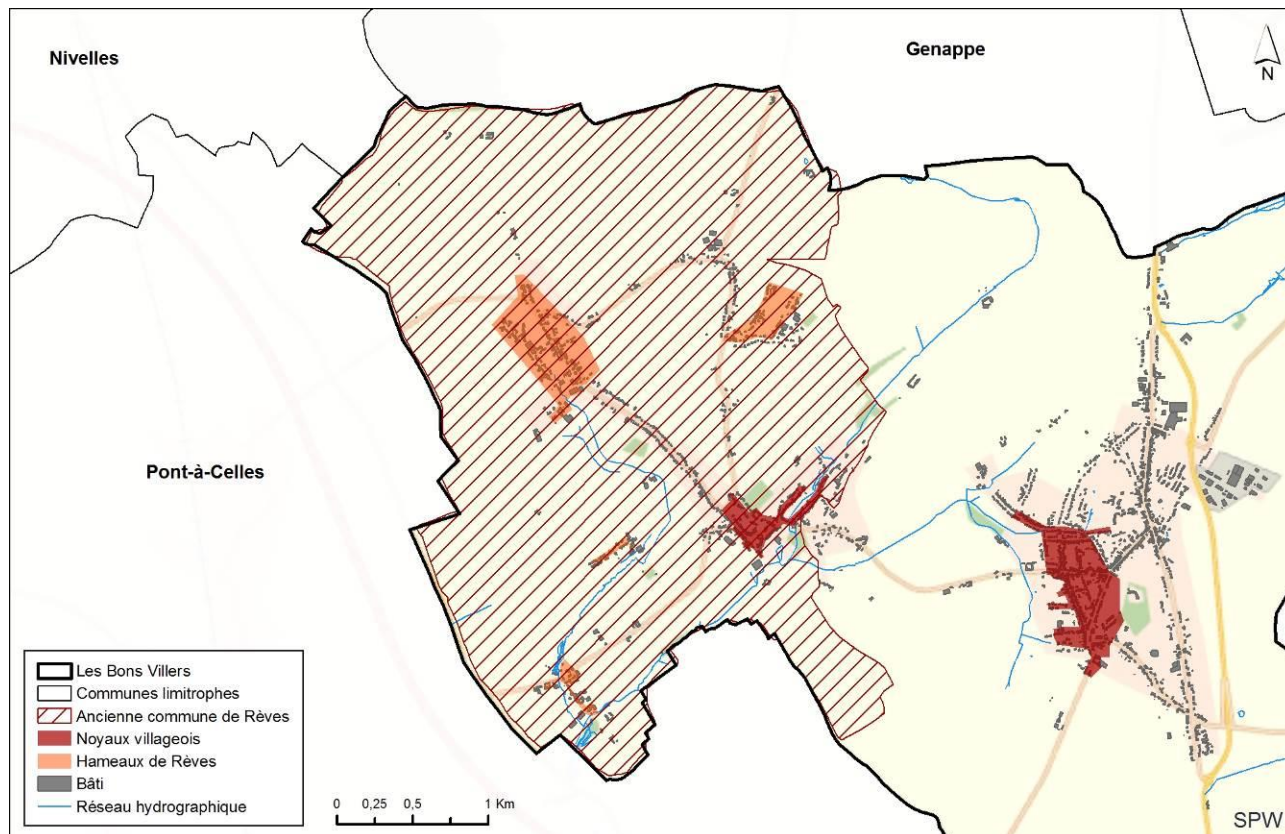 Nivelles
Genappe
N
Pont-à-Celles
Les Bons Villers
Communes limitrophes
Ancienne commune de Rèves
Noyaux villageois
Hameaux de Rèves
Bâti
Réseau hydrographique
0 0,25 0,5 1 Km
SPW